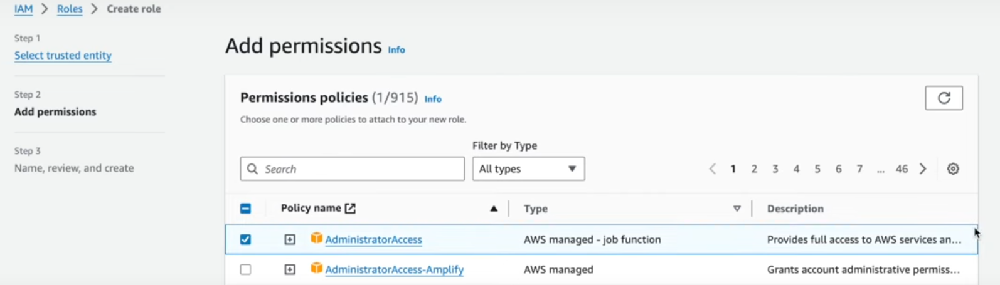 IAM > Roles > Create role
Step 1
Select trusted entity
Step 2
Add permissions
Step 3
Name, review, and create
Add permissions Info
Permissions policies (1/915) Info
Choose one or more policies to attach to your new role.
Filter by Type
Search
All types
1 2 3 4 5 6 7 ... 46
Policy name Type Description
AdministratorAccess AWS managed - job function Provides full access to AWS services an...
AdministratorAccess-Amplify AWS managed Grants account administrative permiss...